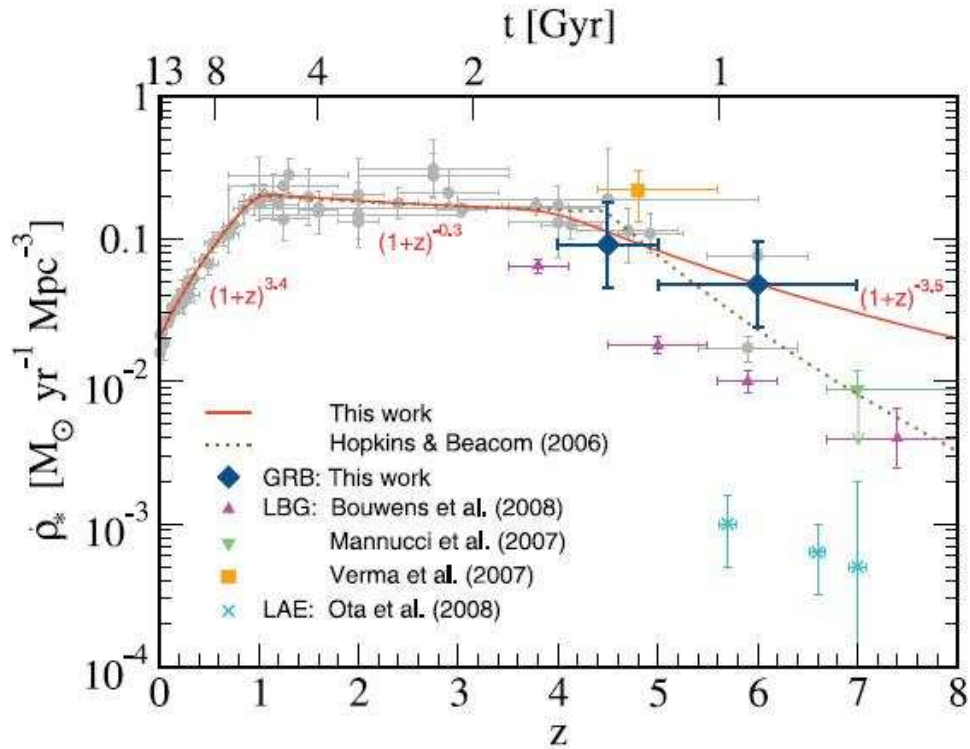 t [Gyr]
13 8 4 2 1
1
0.1
10-2
10-3
10-4
ρ̇* [M⊙ yr-1 Mpc-3]
(1+z)3.4
(1+z)-0.3
(1+z)-3.5
This work
Hopkins & Beacom (2006)
GRB: This work
LBG: Bouwens et al. (2008)
Mannucci et al. (2007)
Verma et al. (2007)
LAE: Ota et al. (2008)
0 1 2 3 4 5 6 7 8
z